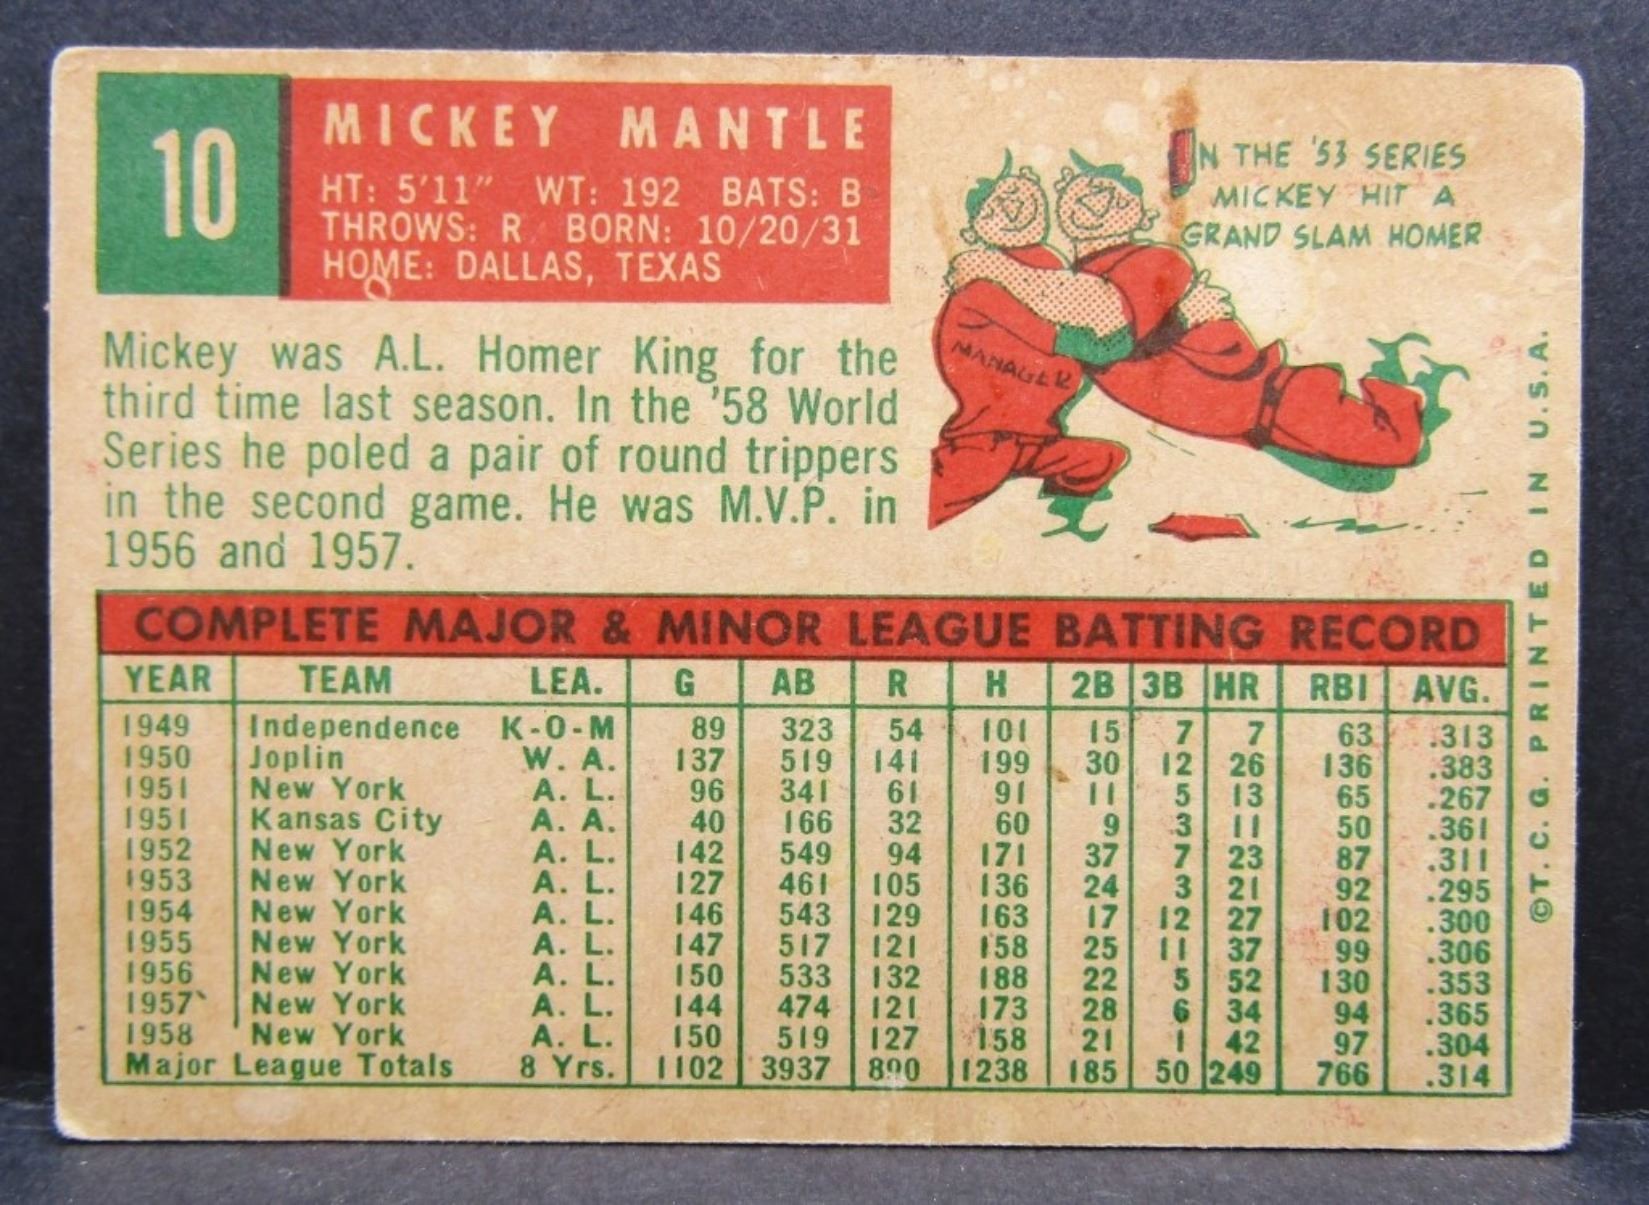 10
MICKEY MANTLE
HT: 5'11" WT: 192 BATS: B
THROWS: R BORN: 10/20/31
HOME: DALLAS, TEXAS
IN THE '53 SERIES
MICKEY HIT A
GRAND SLAM HOMER
MANAGER
Mickey was A.L. Homer King for the
third time last season. In the '58 World
Series he poled a pair of round trippers
in the second game. He was M.V.P. in
1956 and 1957.
COMPLETE MAJOR & MINOR LEAGUE BATTING RECORD
YEAR TEAM LEA. G AB R H 2B 3B HR RBI AVG.
1949 Independence K-O-M 89 323 54 101 15 7 7 63 .313
1950 Joplin W. A. 137 519 141 199 30 12 26 136 .383
1951 New York A. L. 96 341 61 91 11 5 13 65 .267
1951 Kansas City A. A. 40 166 32 60 9 3 11 50 .361
1952 New York A. L. 142 549 94 171 37 7 23 87 .311
1953 New York A. L. 127 461 105 136 24 3 21 92 .295
1954 New York A. L. 146 543 129 163 17 12 27 102 .300
1955 New York A. L. 147 517 121 158 25 11 37 99 .306
1956 New York A. L. 150 533 132 188 22 5 52 130 .353
1957 New York A. L. 144 474 121 173 28 6 34 94 .365
1958 New York A. L. 150 519 127 158 21 1 42 97 .304
Major League Totals 8 Yrs. 1102 3937 890 1238 185 50 249 766 .314
©T.C.G. PRINTED IN U.S.A.